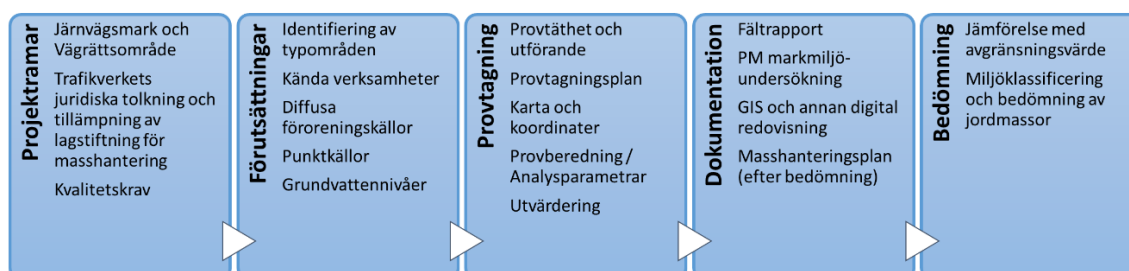 Projektramar
Järnvägsmark och
Vägrättsområde
Trafikverkets
juridiska tolkning och
tillämpning av
lagstiftning för
masshantering
Kvalitetskrav
Förutsättningar
Identifiering av
typområden
Kända verksamheter
Diffusa
föroreningskällor
Punktkällor
Grundvattennivåer
Provtagning
Provtäthet och
utförande
Provtagningsplan
Karta och
koordinater
Provberedning /
Analysparametrar
Utvärdering
Dokumentation
Fältrapport
PM markmiljö-
undersökning
GIS och annan digital
redovisning
Masshanteringsplan
(efter bedömning)
Bedömning
Jämförelse med
avgränsningsvärde
Miljöklassificering
och bedömning av
jordmassor